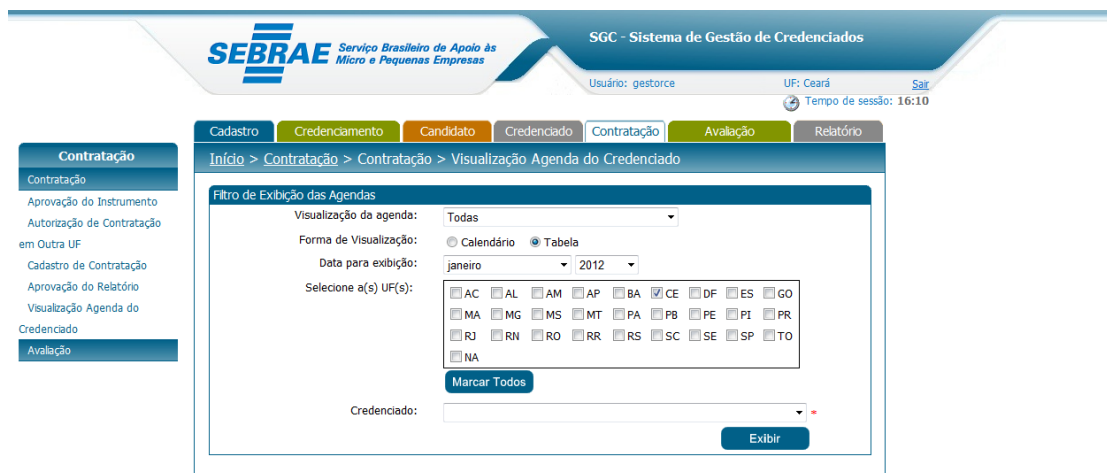 SEBRAE Serviço Brasileiro de Apoio às
Micro e Pequenas Empresas
SGC - Sistema de Gestão de Credenciados
Usuário: gestorce UF: Ceará Sair
Tempo de sessão: 16:10
Cadastro Credenciamento Candidato Credenciado Contratação Avaliação Relatório
Início > Contratação > Contratação > Visualização Agenda do Credenciado
Contratação
Contratação
Aprovação do Instrumento
Autorização de Contratação
em Outra UF
Cadastro de Contratação
Aprovação do Relatório
Visualização Agenda do
Credenciado
Avaliação
Filtro de Exibição das Agendas
Visualização da agenda: Todas
Forma de Visualização: Calendário Tabela
Data para exibição: janeiro 2012
Selecione a(s) UF(s): AC AL AM AP BA CE DF ES GO
MA MG MS MT PA PB PE PI PR
RJ RN RO RR RS SC SE SP TO
NA
Marcar Todos
Credenciado: *
Exibir